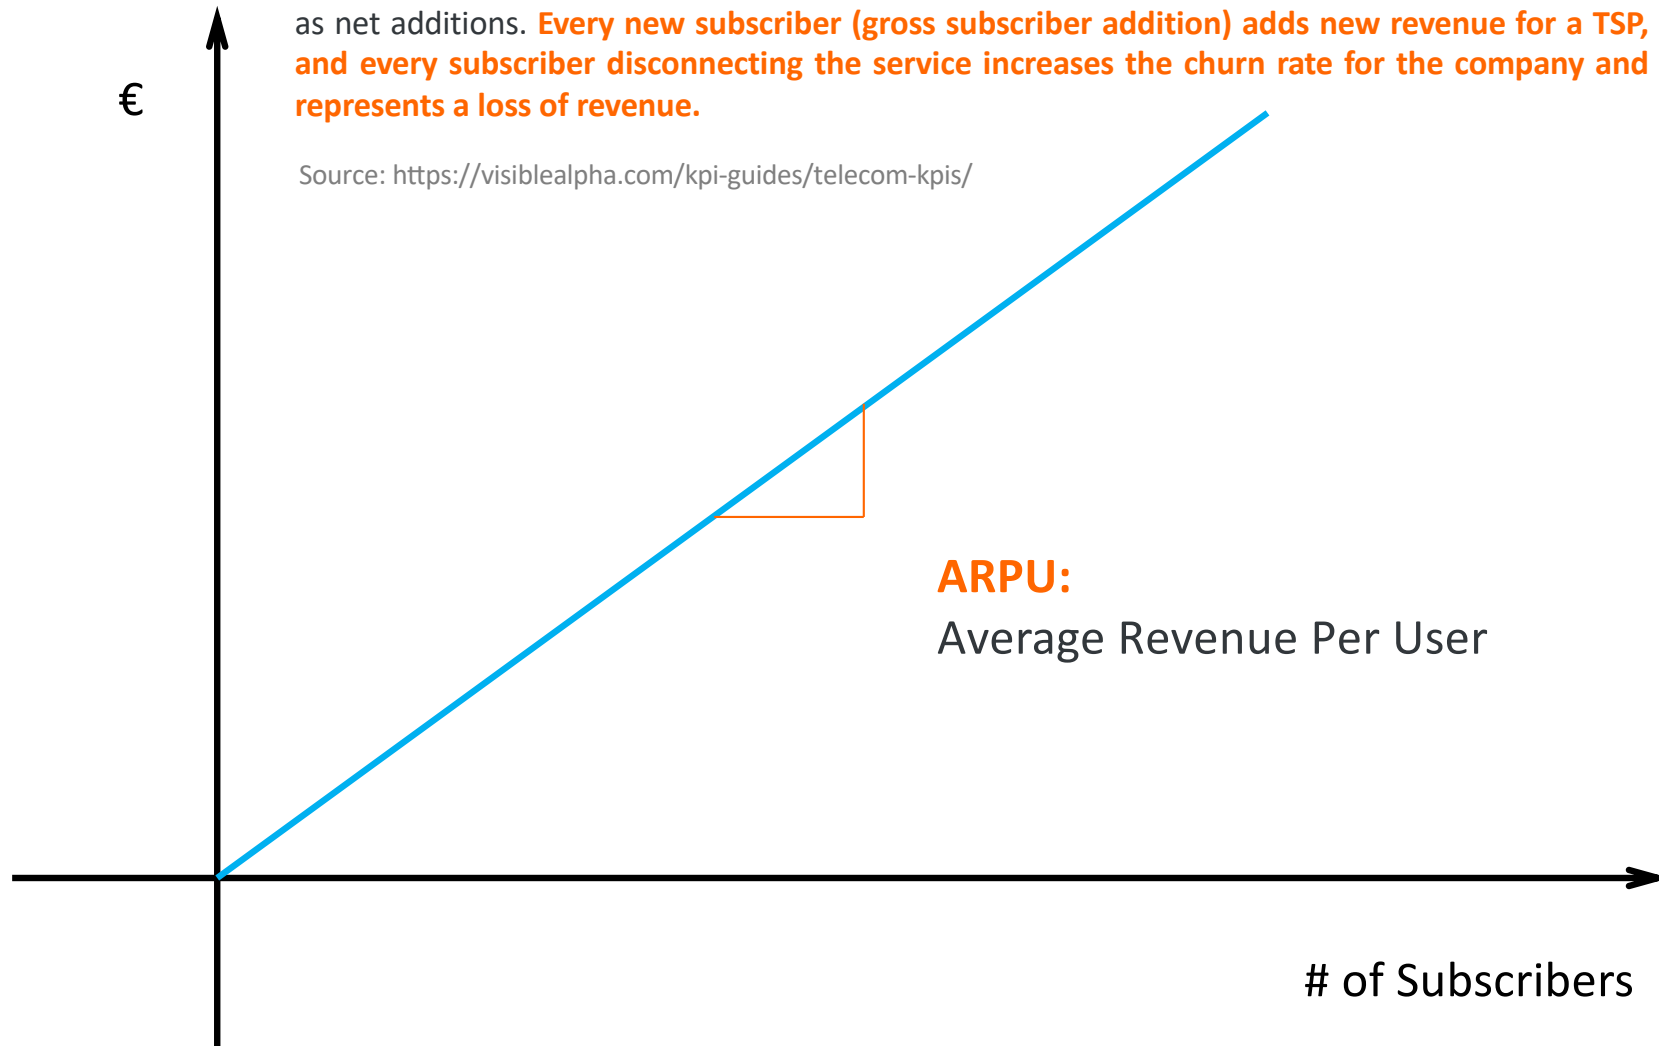 as net additions. Every new subscriber (gross subscriber addition) adds new revenue for a TSP,
and every subscriber disconnecting the service increases the churn rate for the company and
represents a loss of revenue.
€
Source: https://visiblealpha.com/kpi-guides/telecom-kpis/
ARPU:
Average Revenue Per User
# of Subscribers